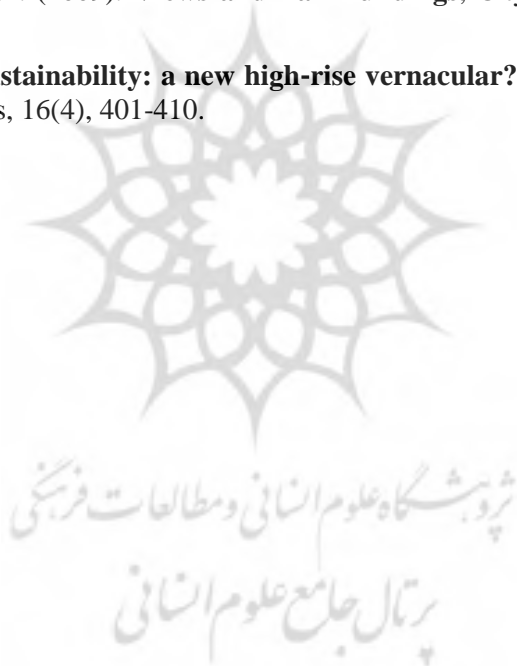 stainability: a new high-rise vernacular?
s, 16(4), 401-410.
پژوهشگاه علوم انسانی و مطالعات فرهنگی
پرتال جامع علوم انسانی